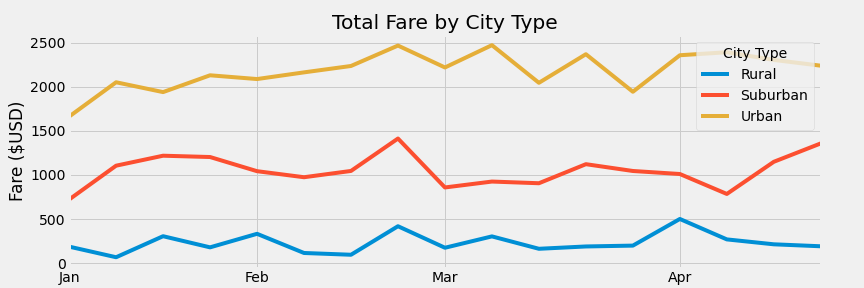 Total Fare by City Type
Fare ($USD)
2500
2000
1500
1000
500
0
City Type
Rural
Suburban
Urban
Jan
Feb
Mar
Apr